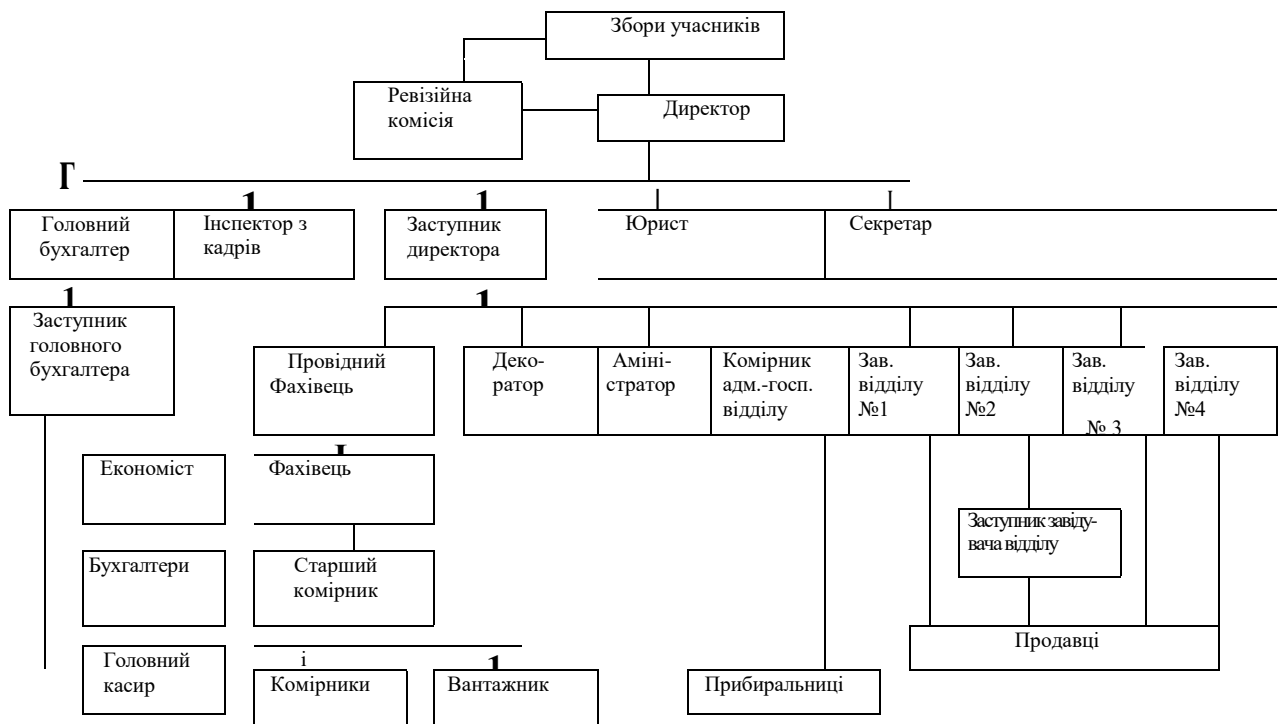 Збори учасників
Ревізійна
комісія
Директор
Головний
бухгалтер
Інспектор з
кадрів
Заступник
директора
Юрист
Секретар
Заступник
головного
бухгалтера
Провідний
Фахівець
Деко-
ратор
Аміні-
стратор
Комірник
адм.-госп.
відділу
Зав.
відділу
№1
Зав.
відділу
№2
Зав.
відділу
№ 3
Зав.
відділу
№4
Економіст
Фахівець
Заступник завіду-
вача відділу
Бухгалтери
Старший
комірник
Продавці
Головний
касир
Комірники
Вантажник
Прибиральниці